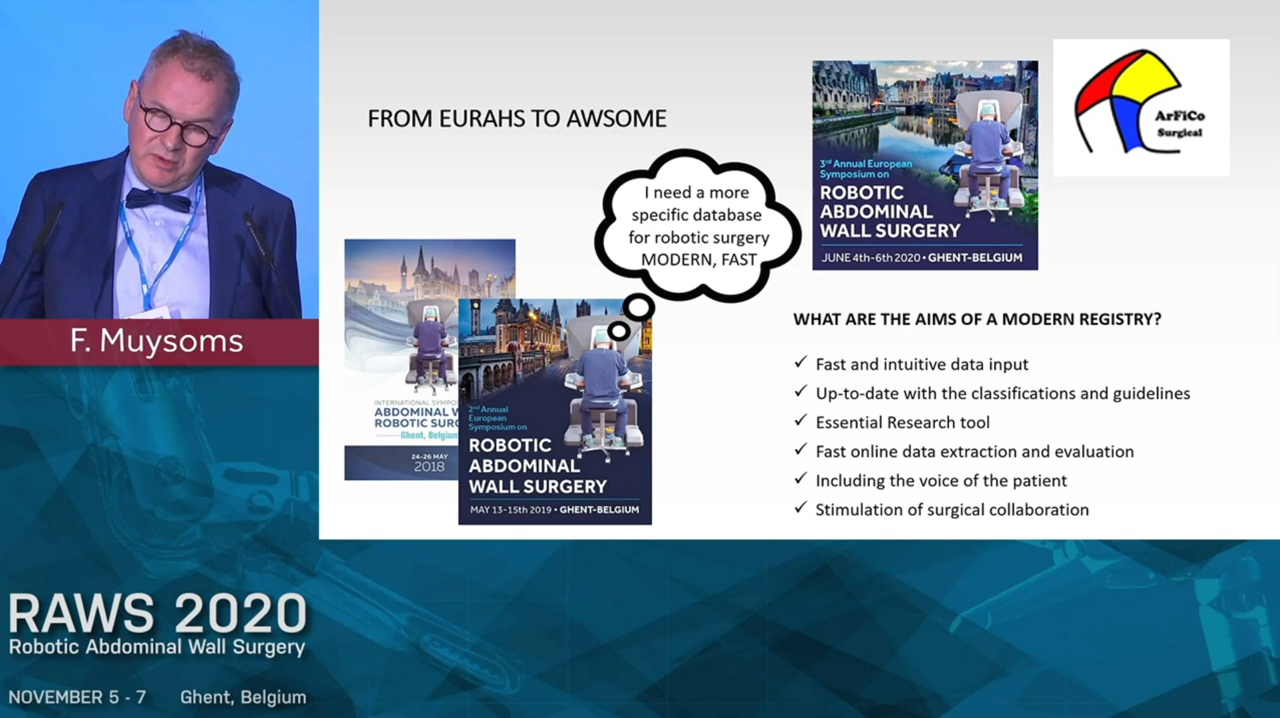 F. Muysoms
RAWS 2020
Robotic Abdominal Wall Surgery
NOVEMBER 5 - 7 Ghent, Belgium
FROM EURAHS TO AWSOME
I need a more
specific database
for robotic surgery
MODERN, FAST
INTERNATIONAL SYMPO
ABDOMINAL W
ROBOTIC SURG
Ghent, Belgium
24-26 MAY
2018
2nd Annual
European
Symposium on
ROBOTIC
ABDOMINAL
WALL SURGERY
MAY 13-15th 2019 • GHENT-BELGIUM
3rd Annual European
Symposium on
ROBOTIC
ABDOMINAL
WALL SURGERY
JUNE 4th-6th 2020 • GHENT-BELGIUM
ArFiCo
Surgical
WHAT ARE THE AIMS OF A MODERN REGISTRY?
✓ Fast and intuitive data input
✓ Up-to-date with the classifications and guidelines
✓ Essential Research tool
✓ Fast online data extraction and evaluation
✓ Including the voice of the patient
✓ Stimulation of surgical collaboration